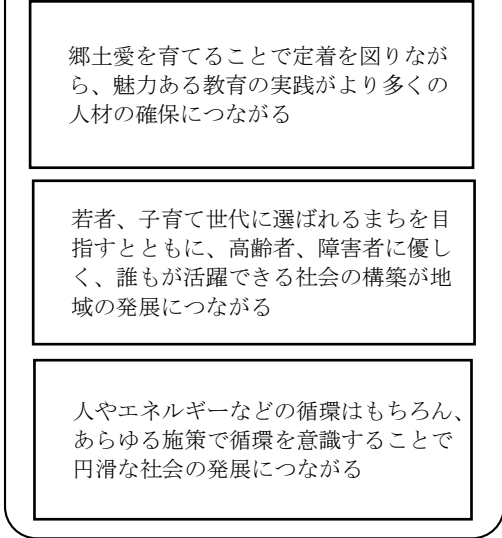 郷土愛を育てることで定着を図りなが
ら、魅力ある教育の実践がより多くの
人材の確保につながる
若者、子育て世代に選ばれるまちを目
指すとともに、高齢者、障害者に優し
く、誰もが活躍できる社会の構築が地
域の発展につながる
人やエネルギーなどの循環はもちろん、
あらゆる施策で循環を意識することで
円滑な社会の発展につながる